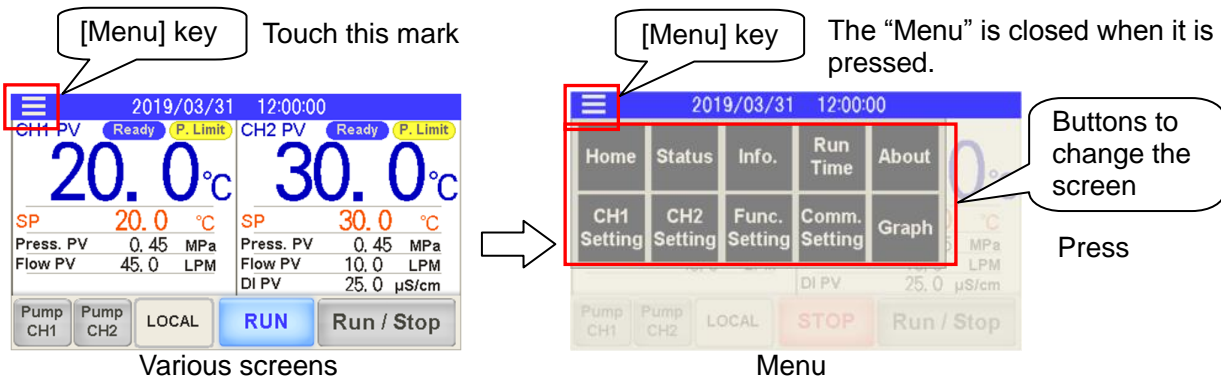 [Menu] key
Touch this mark
2019/03/31 12:00:00
CH1 PV Ready P. Limit
20.0 ℃
SP 20.0 ℃
Press. PV 0.45 MPa
Flow PV 45.0 LPM
CH2 PV Ready P. Limit
30.0 ℃
SP 30.0 ℃
Press. PV 0.45 MPa
Flow PV 10.0 LPM
DI PV 25.0 µS/cm
Pump
CH1
Pump
CH2
LOCAL
RUN
Run / Stop
Various screens
[Menu] key
The “Menu” is closed when it is
pressed.
2019/03/31 12:00:00
Home
Status
Info.
Run
Time
About
CH1
Setting
CH2
Setting
Func.
Setting
Comm.
Setting
Graph
℃
MPa
LPM
DI PV 25.0 µS/cm
Pump
CH1
Pump
CH2
LOCAL
STOP
Run / Stop
Menu
Buttons to
change the
screen
Press